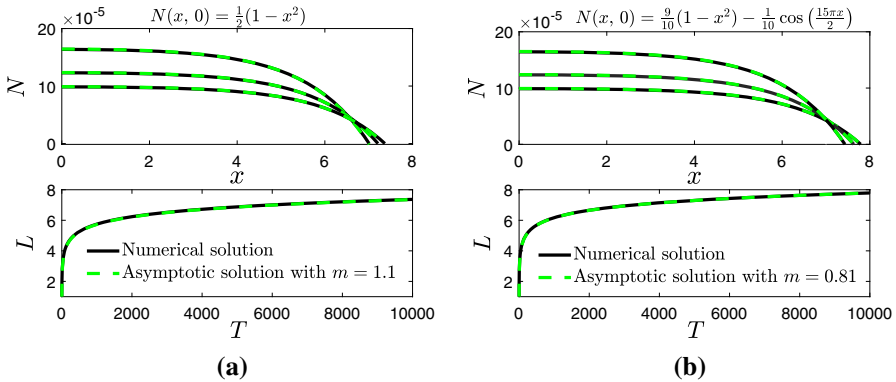 N(x, 0) = 1/2(1 − x²)
20 ×10⁻⁵
N
10
0
0 2 4 6 8
x
8
6
L
4
2
Numerical solution
Asymptotic solution with m = 1.1
0 2000 4000 6000 8000 10000
T
(a)
N(x, 0) = 9/10(1 − x²) − 1/10 cos(15πx/2)
20 ×10⁻⁵
N
10
0
0 2 4 6 8
x
8
6
L
4
2
Numerical solution
Asymptotic solution with m = 0.81
0 2000 4000 6000 8000 10000
T
(b)